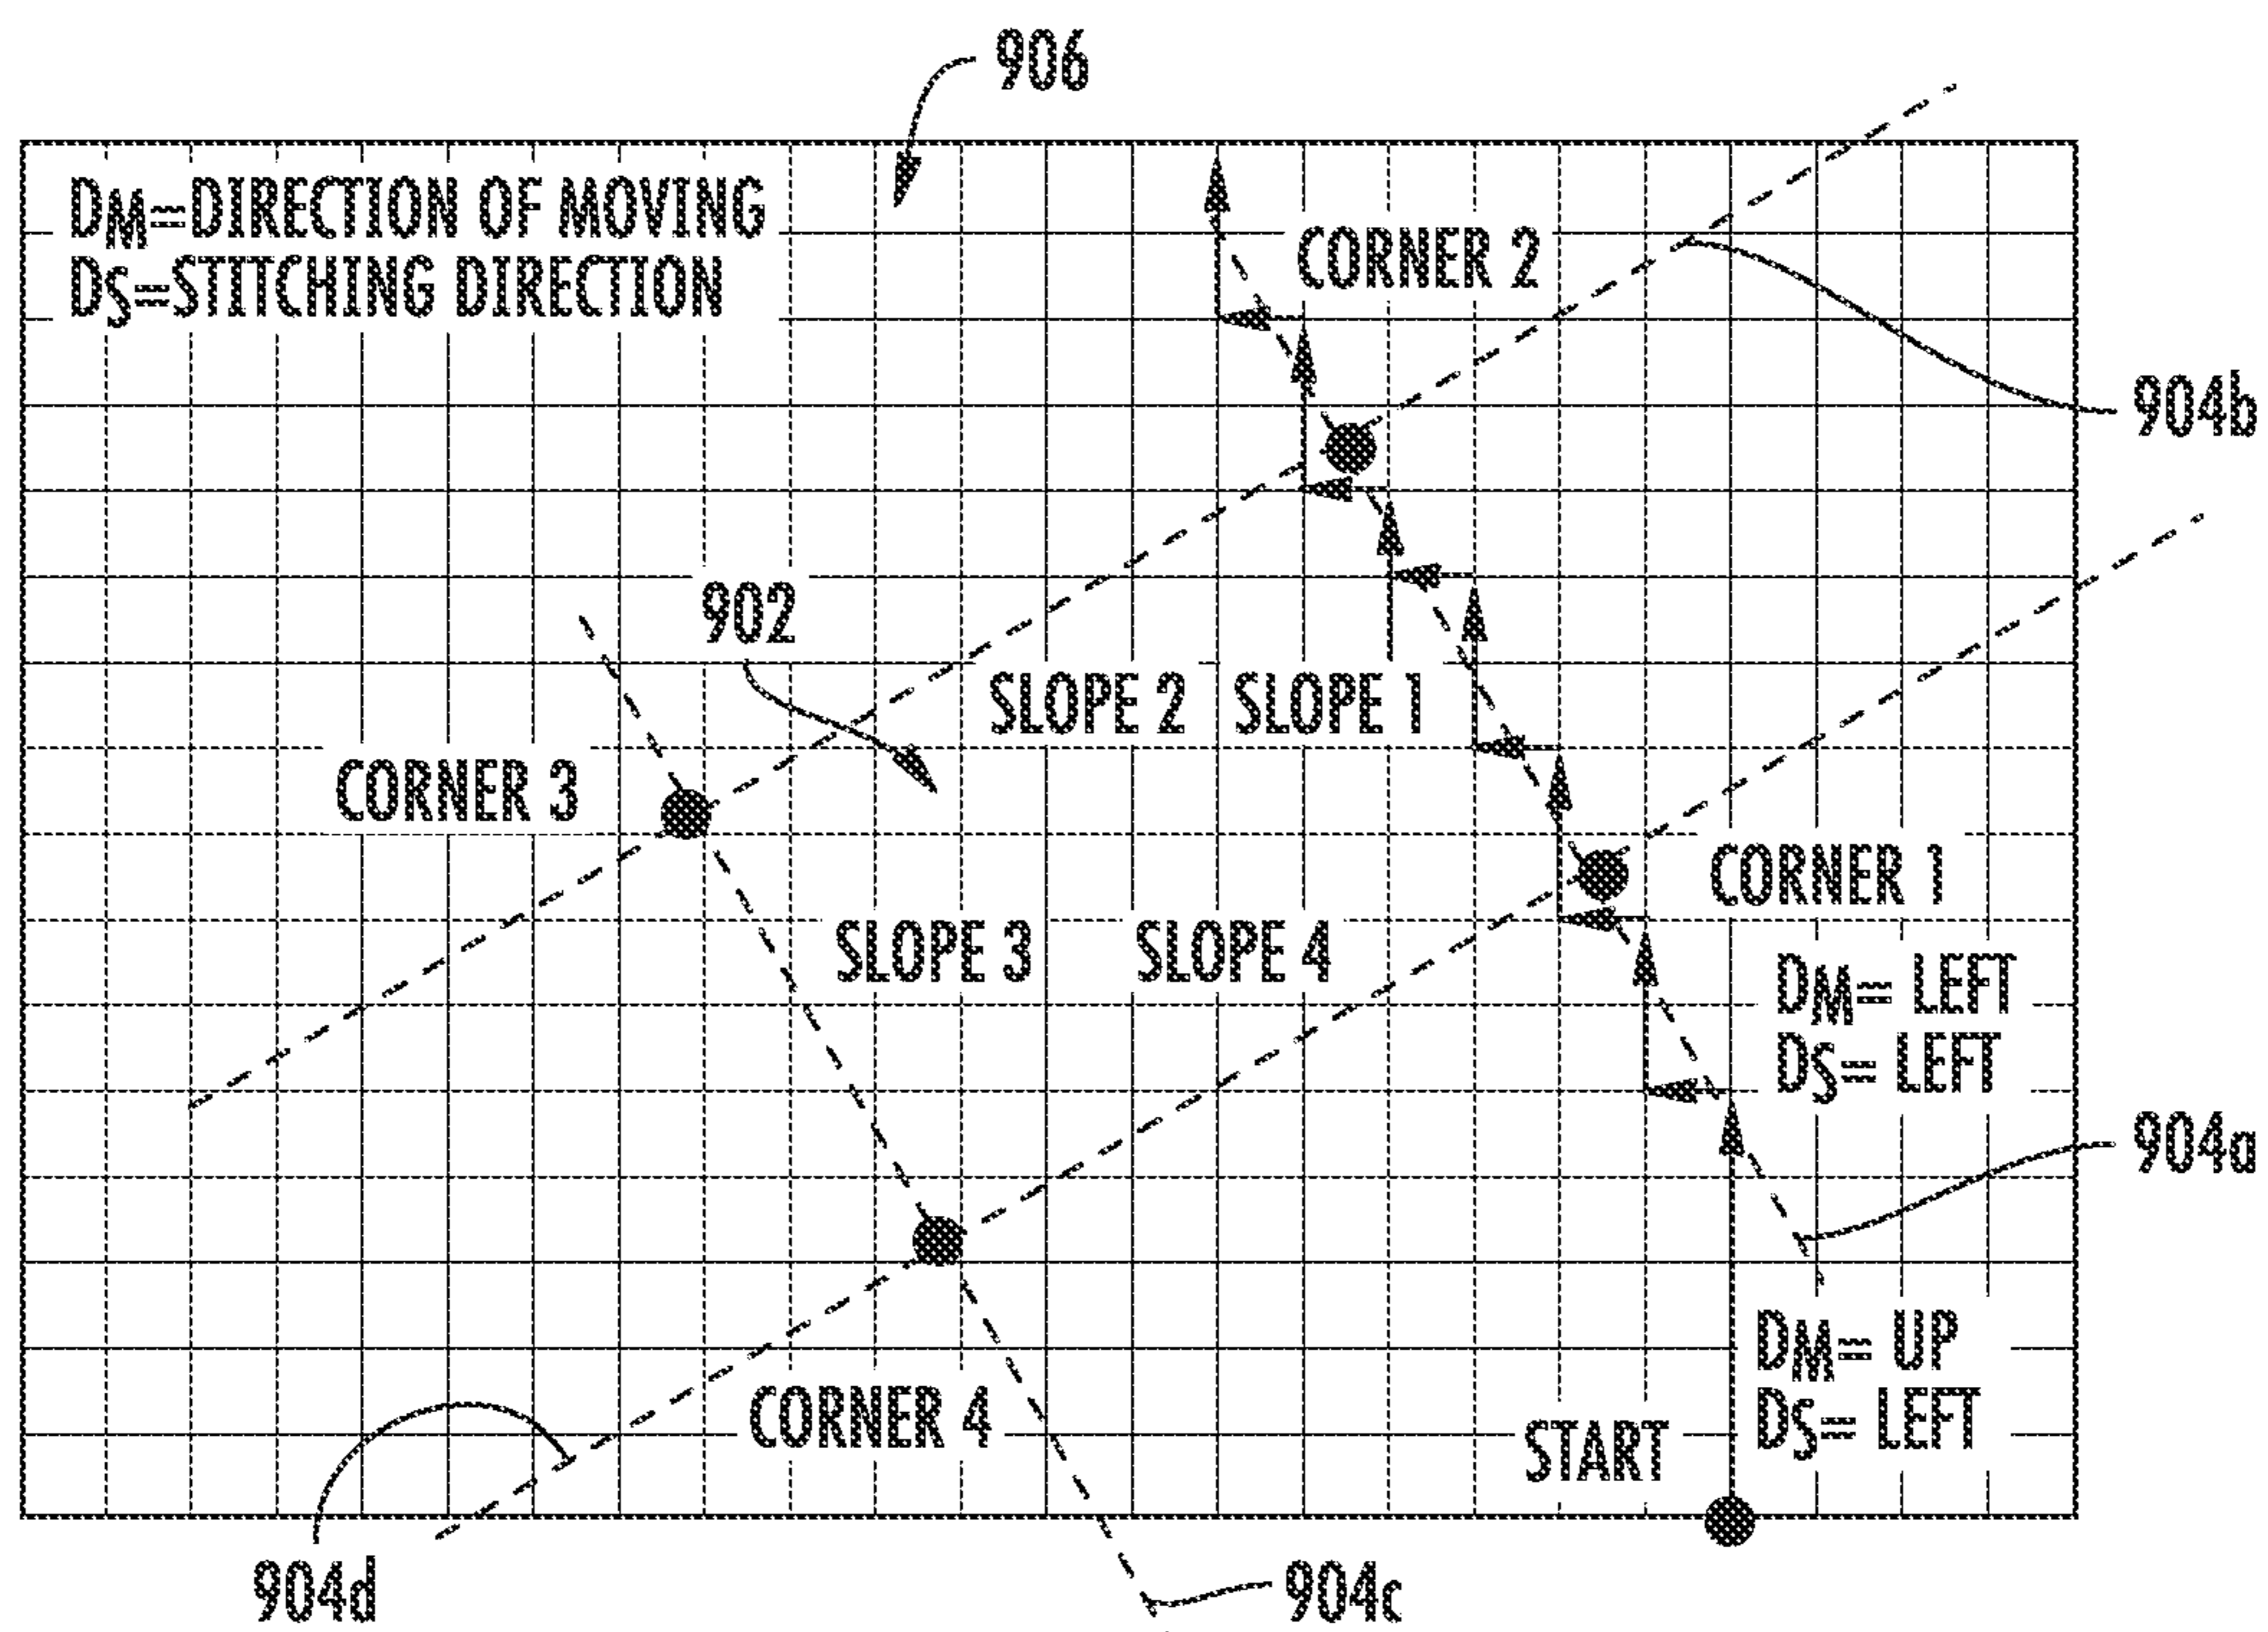 906
DM=DIRECTION OF MOVING
DS=STITCHING DIRECTION
CORNER 2
904b
902
SLOPE 2 SLOPE 1
CORNER 3
CORNER 1
SLOPE 3 SLOPE 4
DM= LEFT
DS= LEFT
904a
DM= UP
DS= LEFT
CORNER 4
START
904d
904c